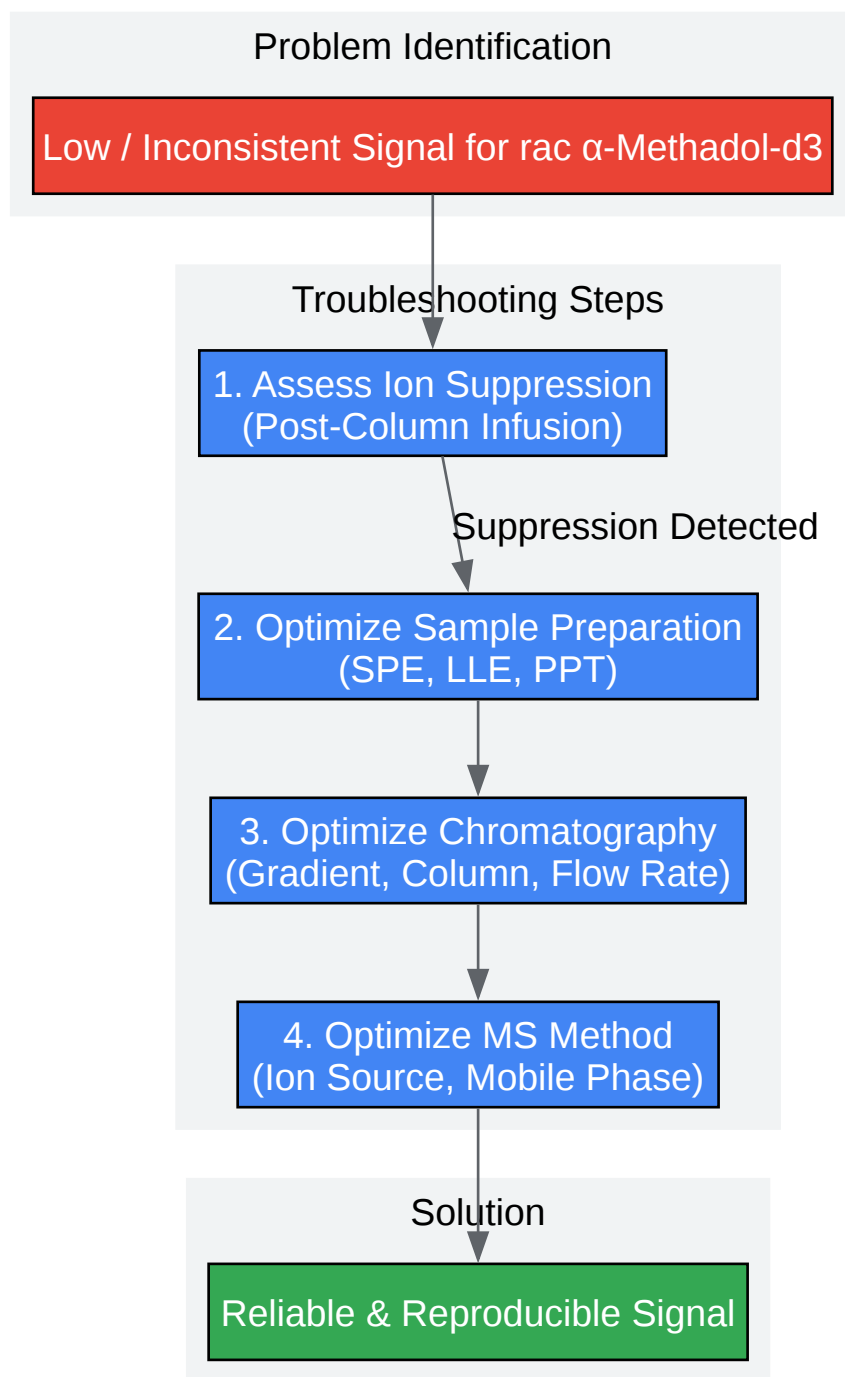 Problem Identification
Low / Inconsistent Signal for rac α-Methadol-d3
Troubleshooting Steps
1. Assess Ion Suppression
(Post-Column Infusion)
Suppression Detected
2. Optimize Sample Preparation
(SPE, LLE, PPT)
3. Optimize Chromatography
(Gradient, Column, Flow Rate)
4. Optimize MS Method
(Ion Source, Mobile Phase)
Solution
Reliable & Reproducible Signal